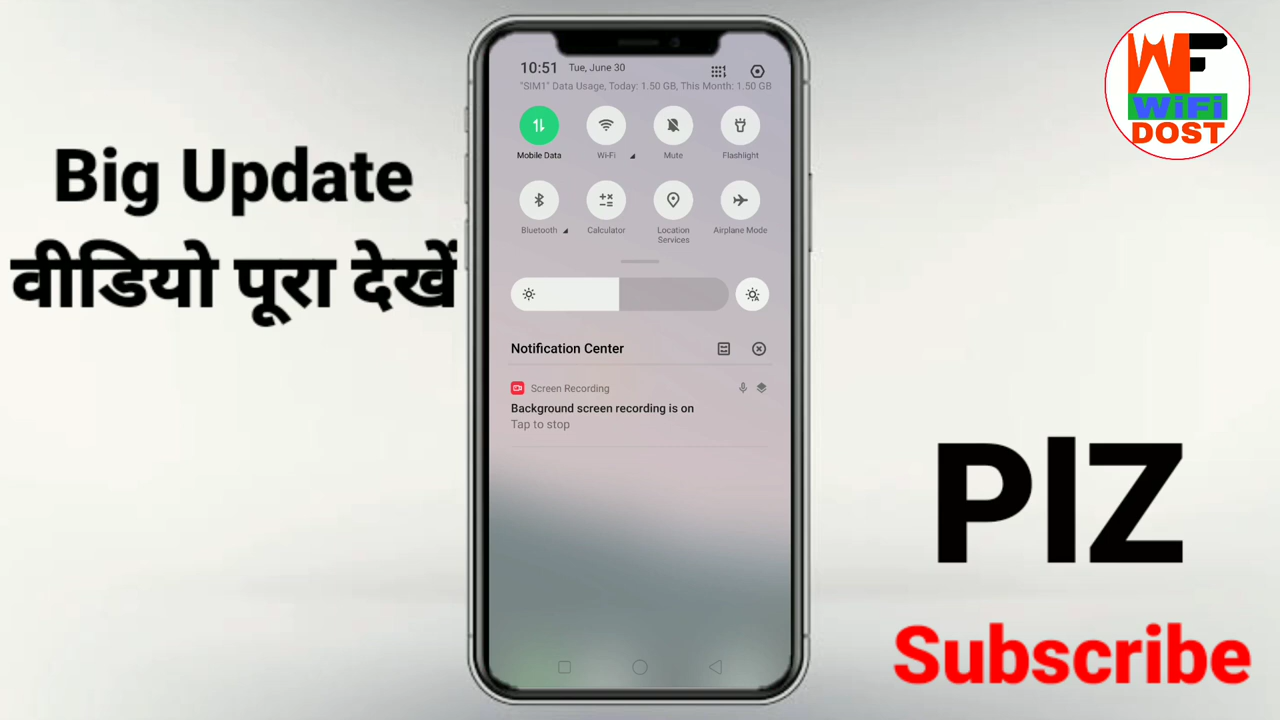 10:51 Tue, June 30
"SIM1" Data Usage, Today: 1.50 GB, This Month: 1.50 GB
Mobile Data Wi-Fi Mute Flashlight
Bluetooth Calculator Location Services Airplane Mode
Notification Center
Screen Recording
Background screen recording is on
Tap to stop
Big Update
वीडियो पूरा देखें
WF
WiFi
DOST
PlZ
Subscribe